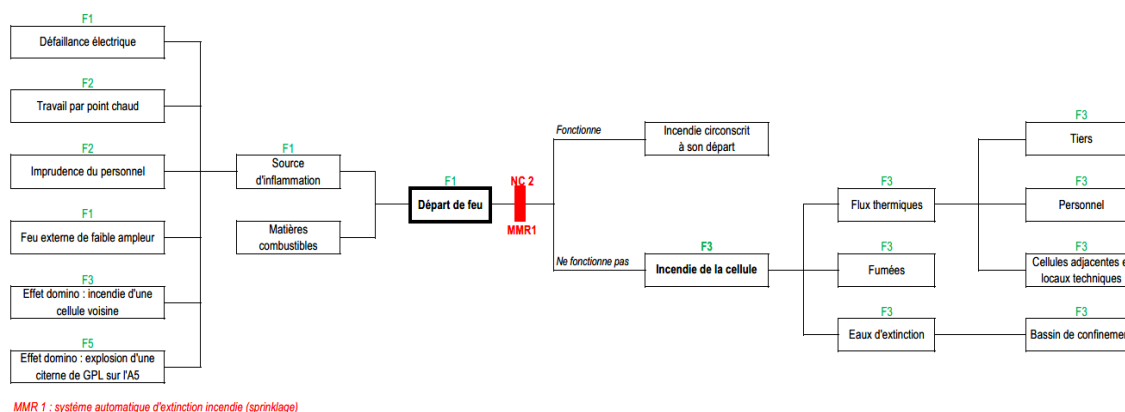 F1
Défaillance électrique
F2
Travail par point chaud
F2
Imprudence du personnel
F1
Feu externe de faible ampleur
F3
Effet domino : incendie d'une
cellule voisine
F5
Effet domino : explosion d'une
citerne de GPL sur l'A5
F1
Source
d'inflammation
Matières
combustibles
F1
Départ de feu
NC 2
MMR1
Fonctionne
Incendie circonscrit
à son départ
Ne fonctionne pas
F3
Incendie de la cellule
F3
Flux thermiques
F3
Fumées
F3
Eaux d'extinction
F3
Tiers
F3
Personnel
F3
Cellules adjacentes e
locaux techniques
F3
Bassin de confinemen
MMR 1 : système automatique d'extinction incendie (sprinklage)